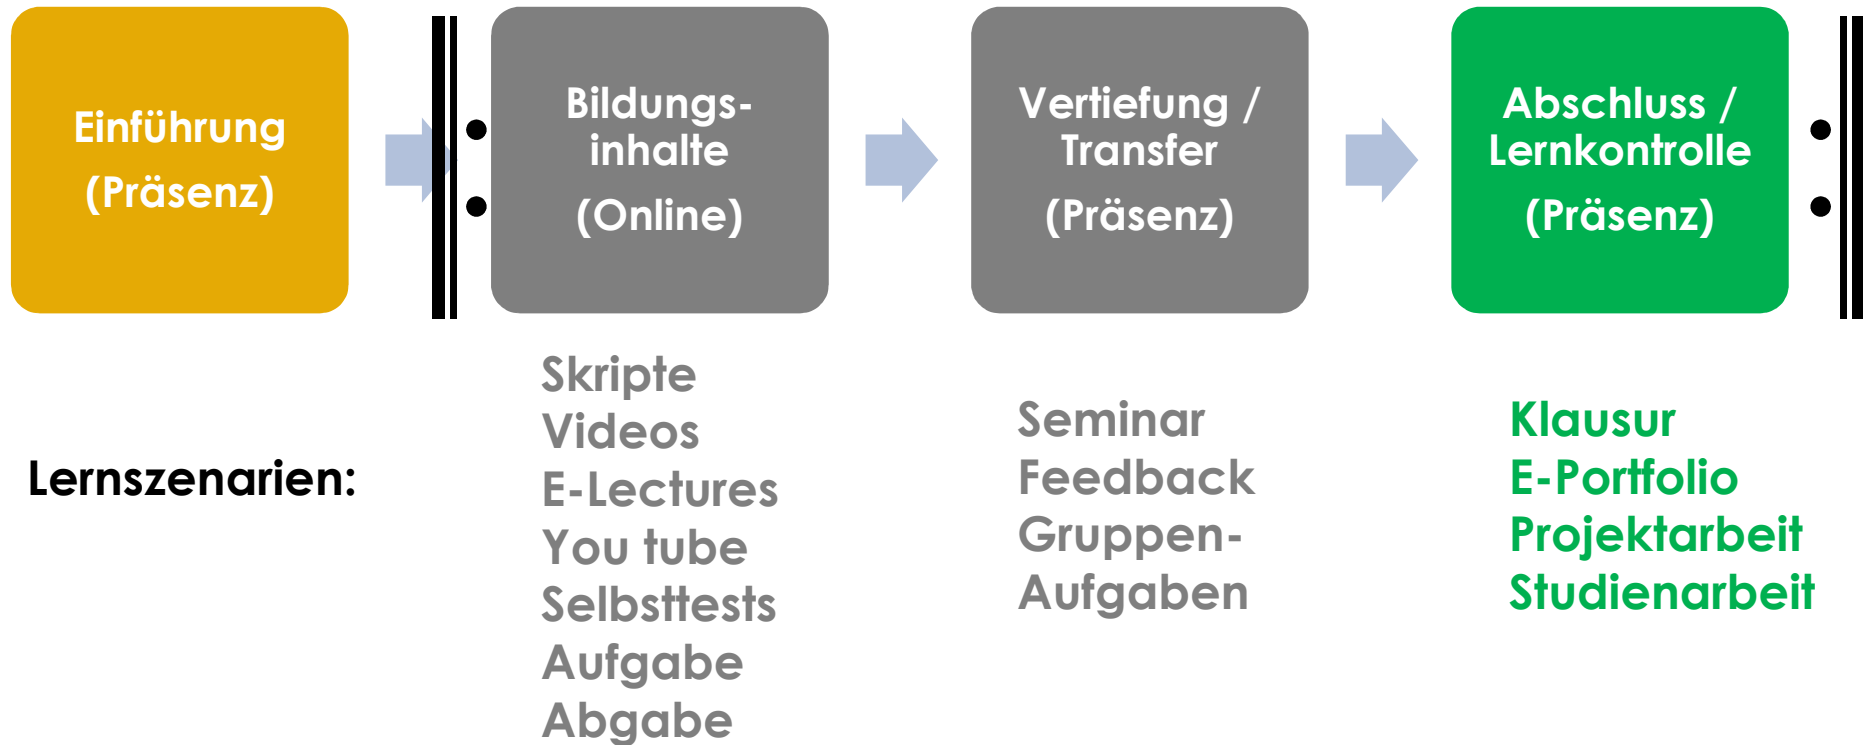 Einführung
(Präsenz)
Bildungs-
inhalte
(Online)
Vertiefung /
Transfer
(Präsenz)
Abschluss /
Lernkontrolle
(Präsenz)
Lernszenarien:
Skripte
Videos
E-Lectures
You tube
Selbsttests
Aufgabe
Abgabe
Seminar
Feedback
Gruppen-
Aufgaben
Klausur
E-Portfolio
Projektarbeit
Studienarbeit